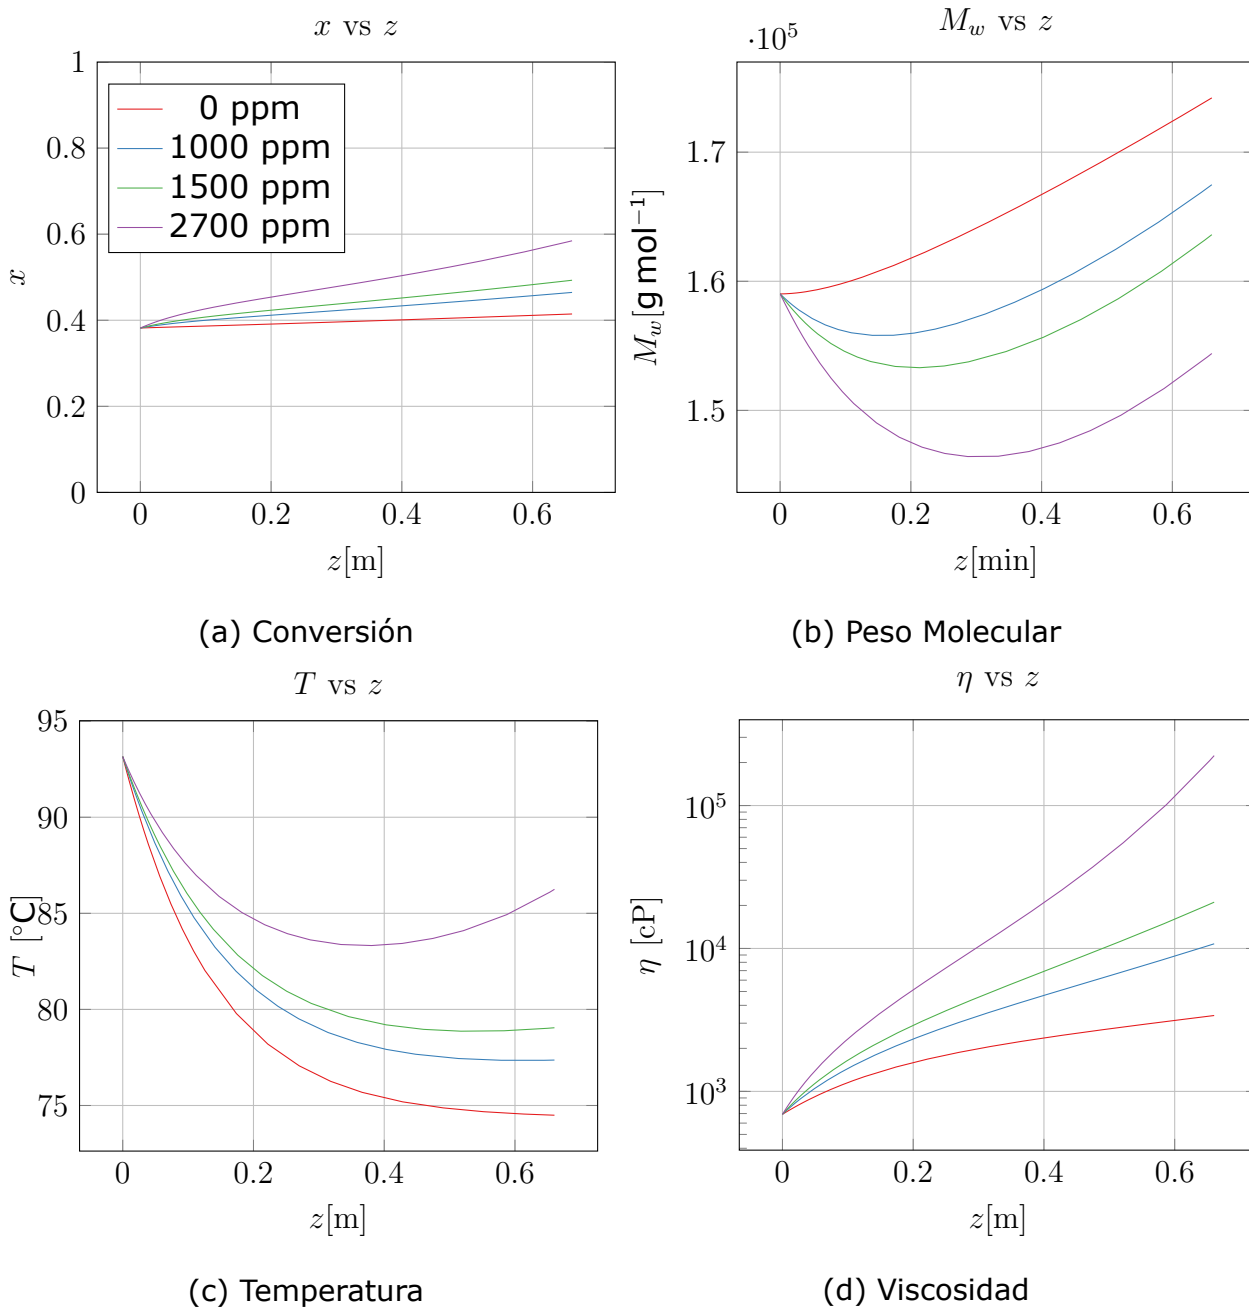 x vs z
1
0.8
0.6
0.4
0.2
0
0 ppm
1000 ppm
1500 ppm
2700 ppm
x
0 0.2 0.4 0.6
z[m]
(a) Conversión
M_w vs z
·10^5
1.7
1.6
1.5
M_w[g mol^−1]
0 0.2 0.4 0.6
z[min]
(b) Peso Molecular
T vs z
95
90
85
80
75
T [°C]
0 0.2 0.4 0.6
z[m]
(c) Temperatura
η vs z
10^5
10^4
10^3
η [cP]
0 0.2 0.4 0.6
z[m]
(d) Viscosidad